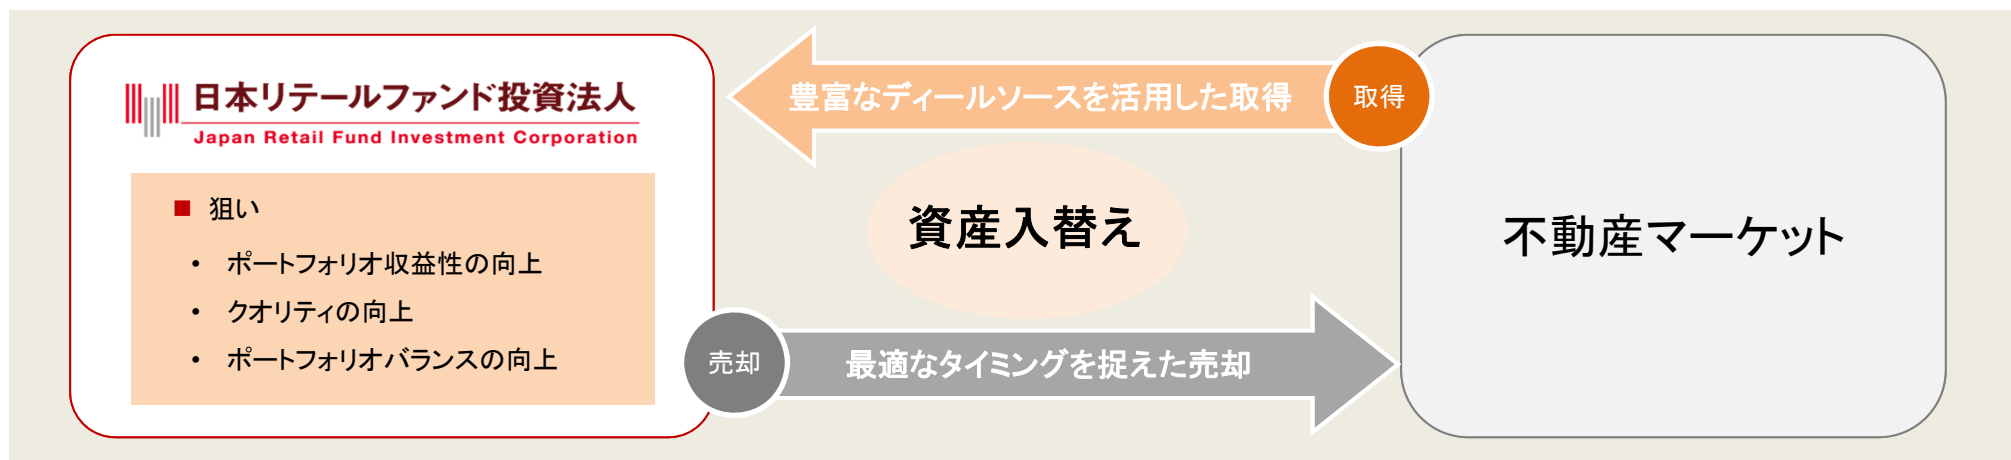 日本リテールファンド投資法人
Japan Retail Fund Investment Corporation
■ 狙い
• ポートフォリオ収益性の向上
• クオリティの向上
• ポートフォリオバランスの向上
豊富なディールソースを活用した取得
取得
資産入替え
売却
最適なタイミングを捉えた売却
不動産マーケット